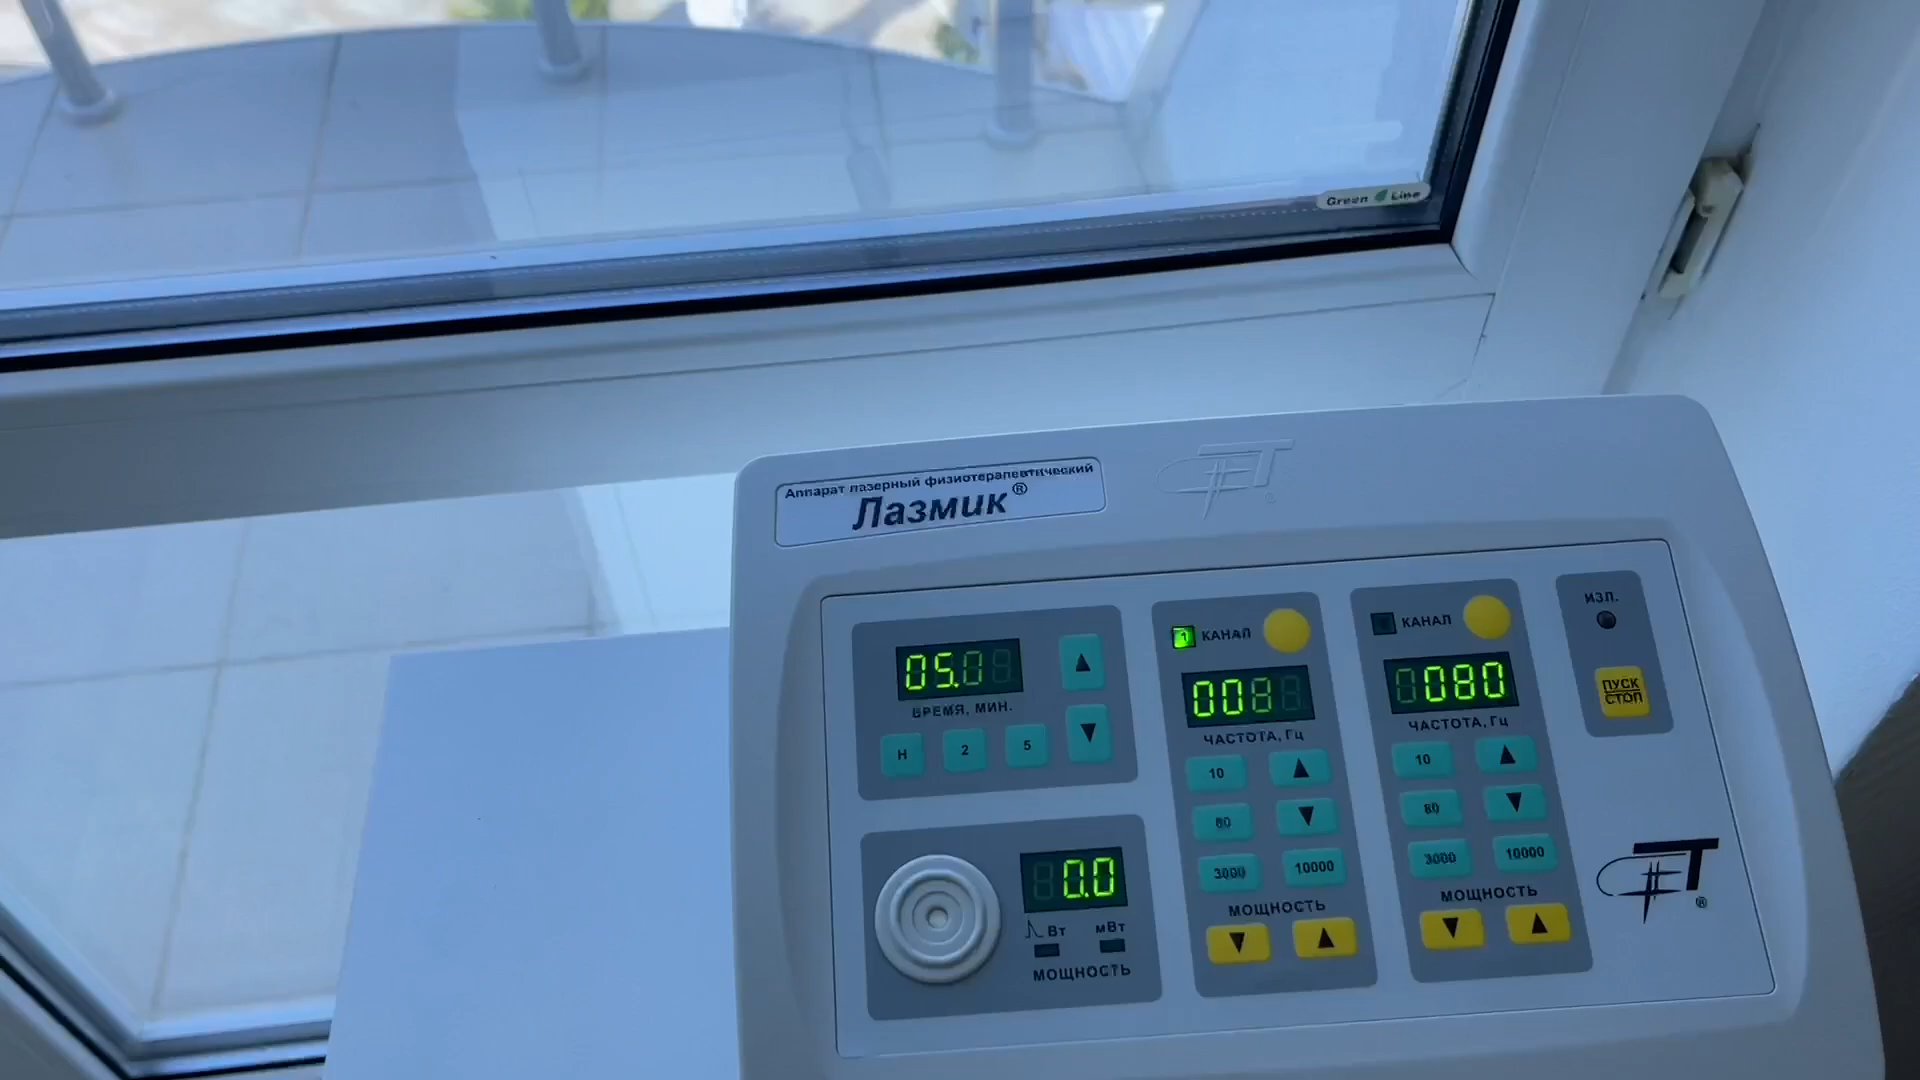 Green Line
Аппарат лазерный физиотерапевтический
Лазмик®
05.0
ВРЕМЯ, МИН.
Н 2 5
0.0
Вт мВт
МОЩНОСТЬ
1 КАНАЛ
ЧАСТОТА, Гц
10
80
3000 10000
МОЩНОСТЬ
КАНАЛ
080
ЧАСТОТА, Гц
10
80
3000 10000
МОЩНОСТЬ
ИЗЛ.
ПУСК
СТОП